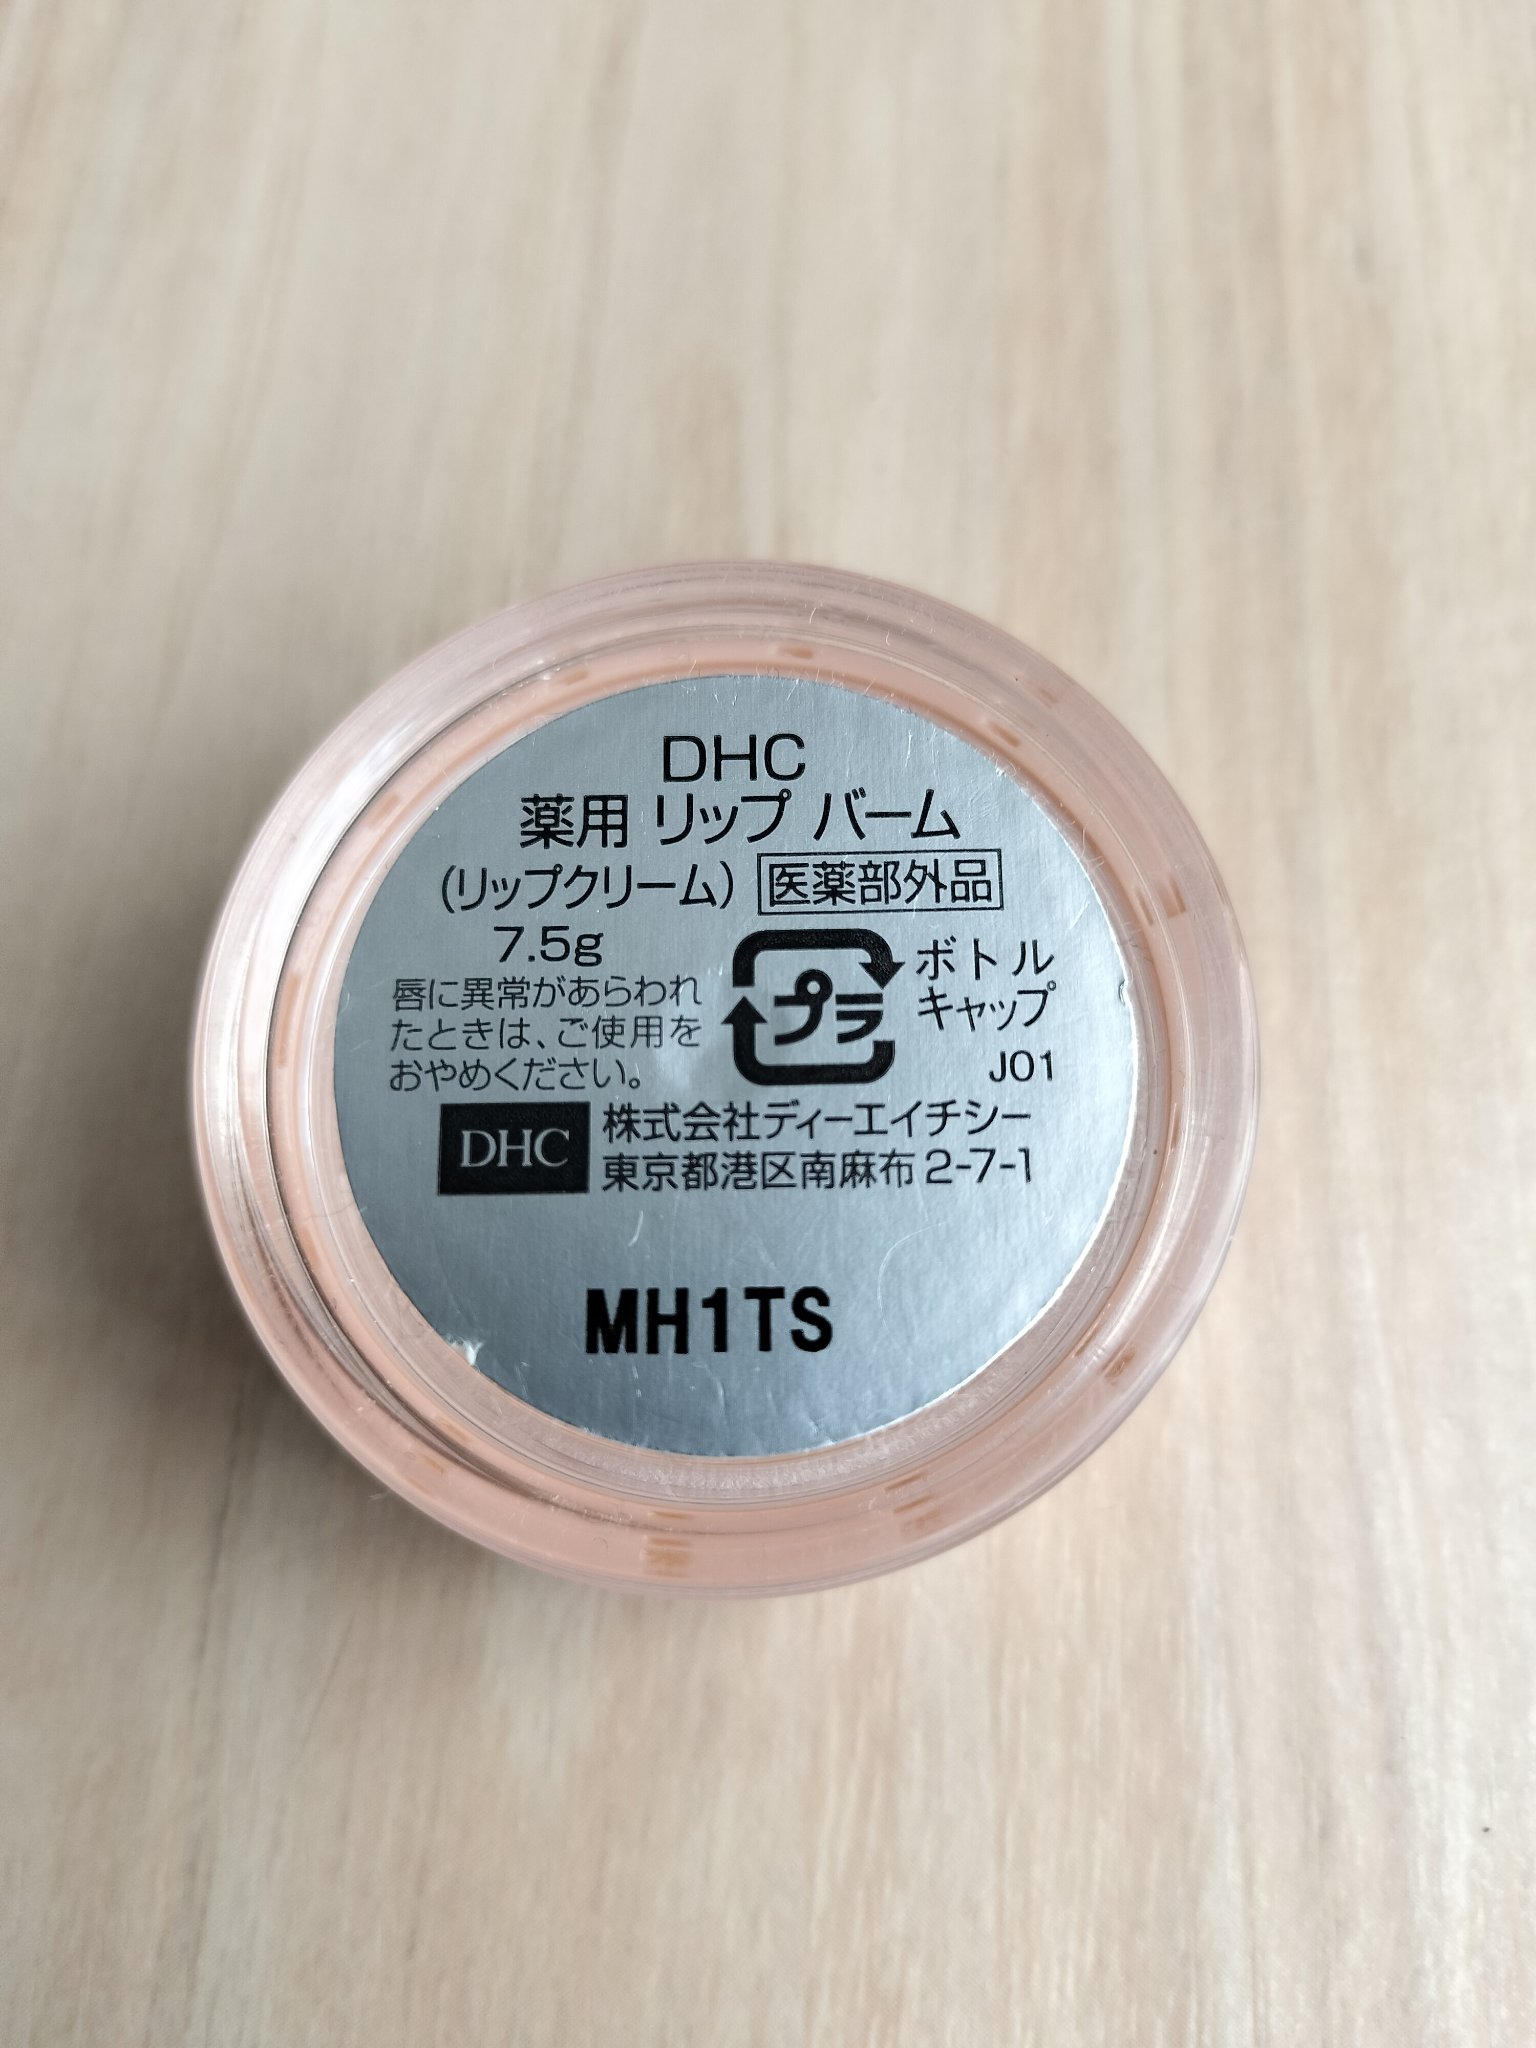 DHC
薬用 リップ バーム
(リップクリーム) 医薬部外品
7.5g
唇に異常があらわれ
たときは、ご使用を
おやめください。
プラ
ボトル
キャップ
J01
DHC
株式会社ディーエイチシー
東京都港区南麻布2-7-1
MH1TS